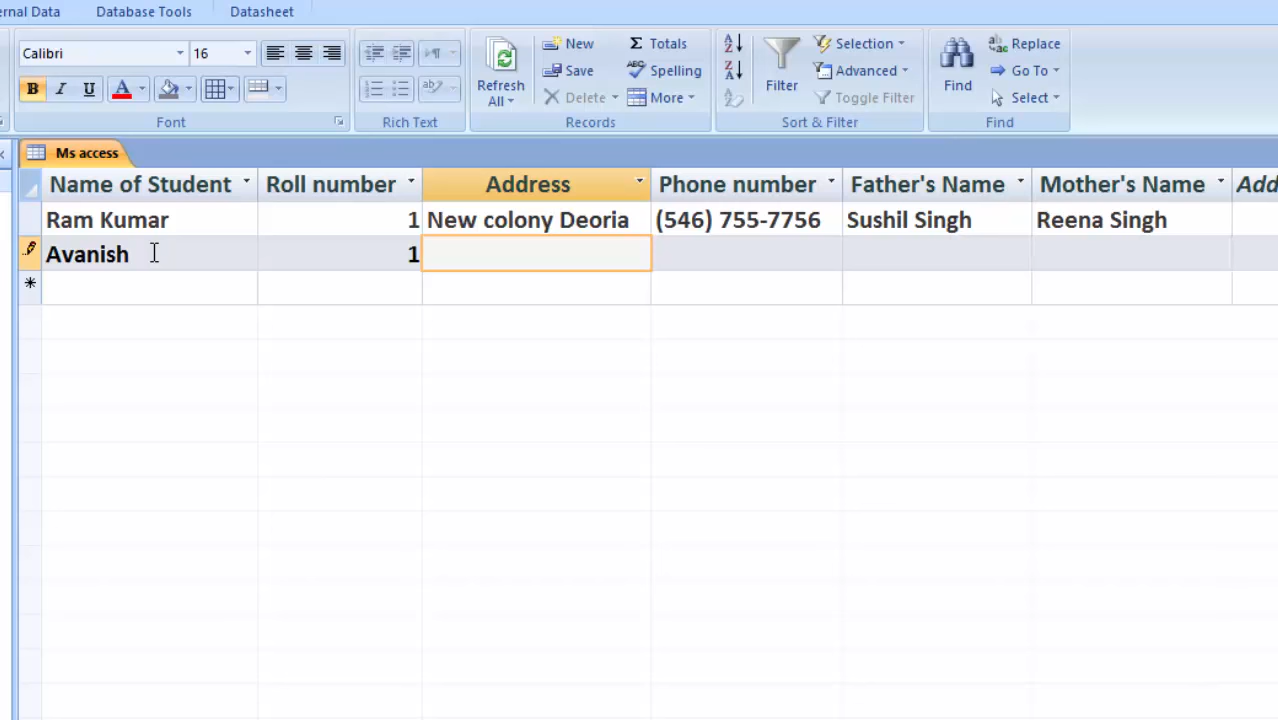 ernal Data Database Tools Datasheet
Calibri 16 New Totals Selection Replace
Save Spelling Advanced Go To
B I U A Refresh All Delete More Filter Toggle Filter Find Select
Font Rich Text Records Sort & Filter Find
Ms access
Name of Student Roll number Address Phone number Father's Name Mother's Name Add
Ram Kumar 1 New colony Deoria (546) 755-7756 Sushil Singh Reena Singh
Avanish 1